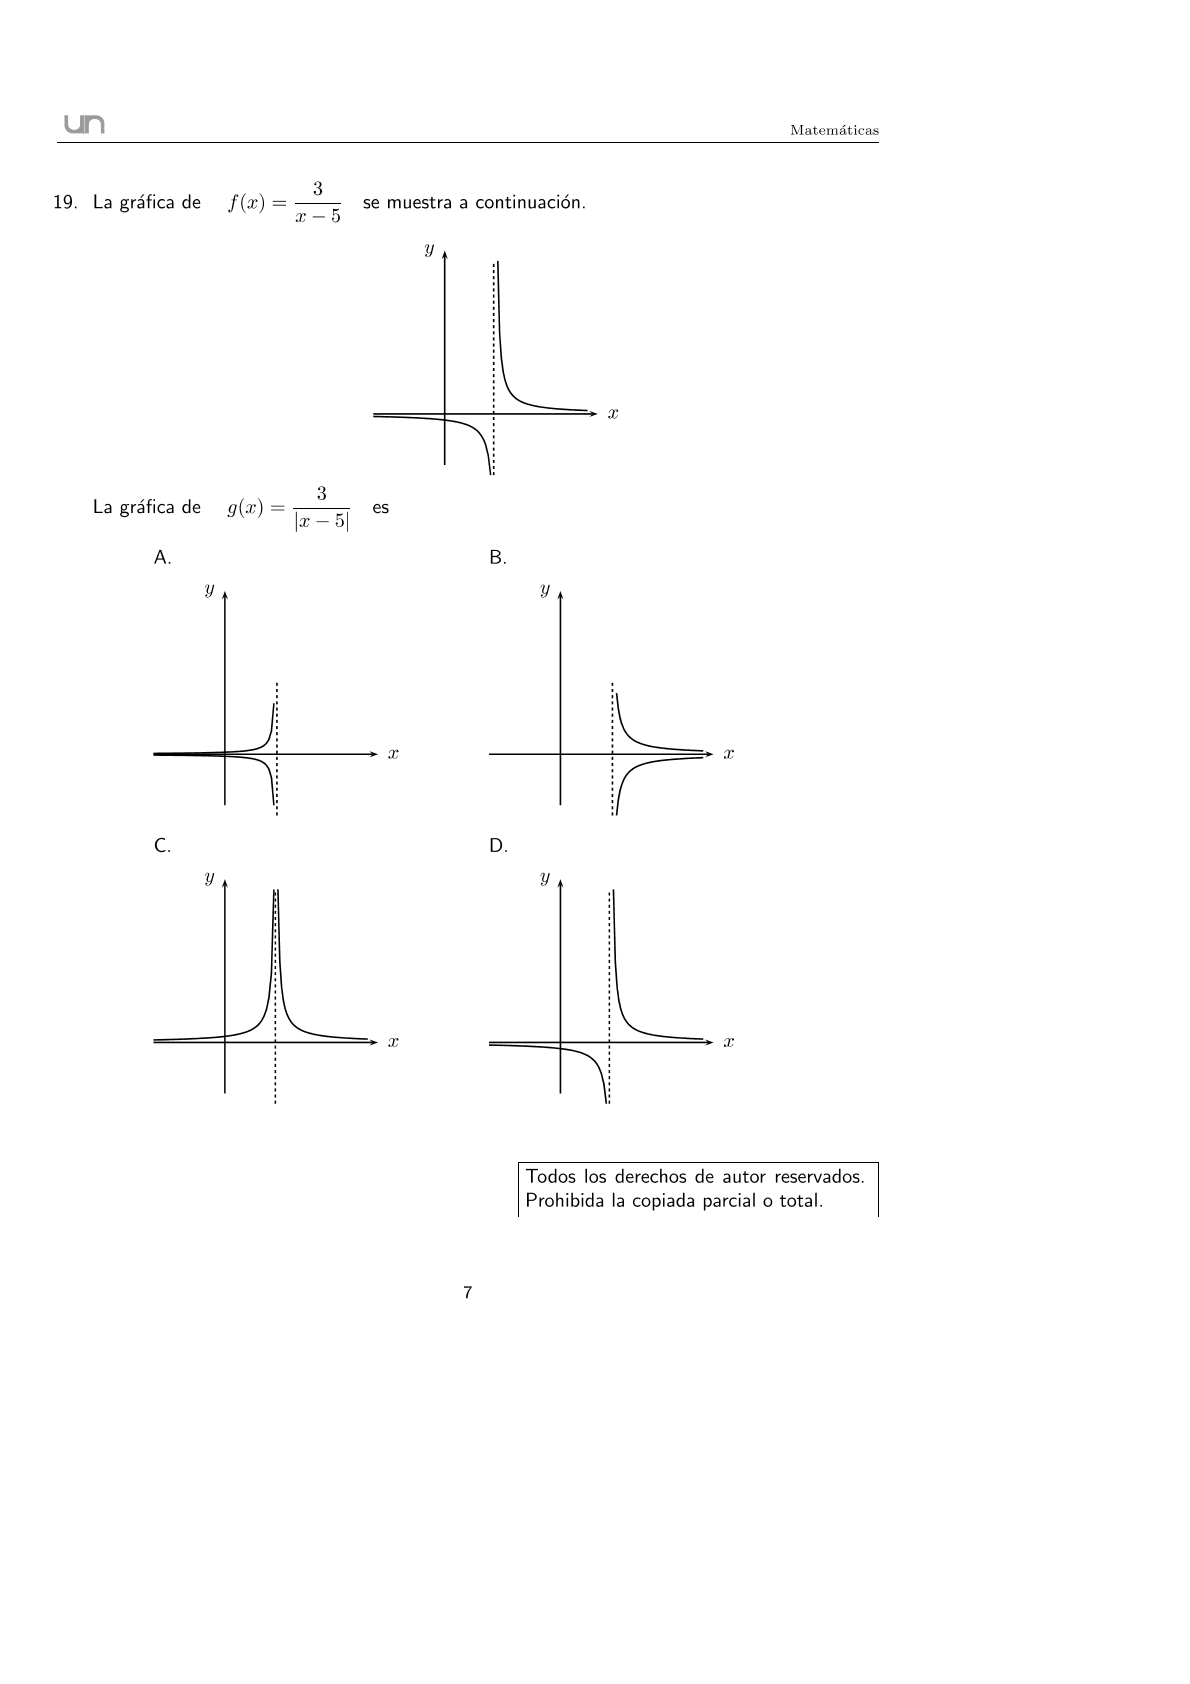 un
Matemáticas
19. La gráfica de f(x) = 3/(x − 5) se muestra a continuación.
y
x
La gráfica de g(x) = 3/|x − 5| es
A. B.
y y
x x
C. D.
y y
x x
Todos los derechos de autor reservados.
Prohibida la copiada parcial o total.
7